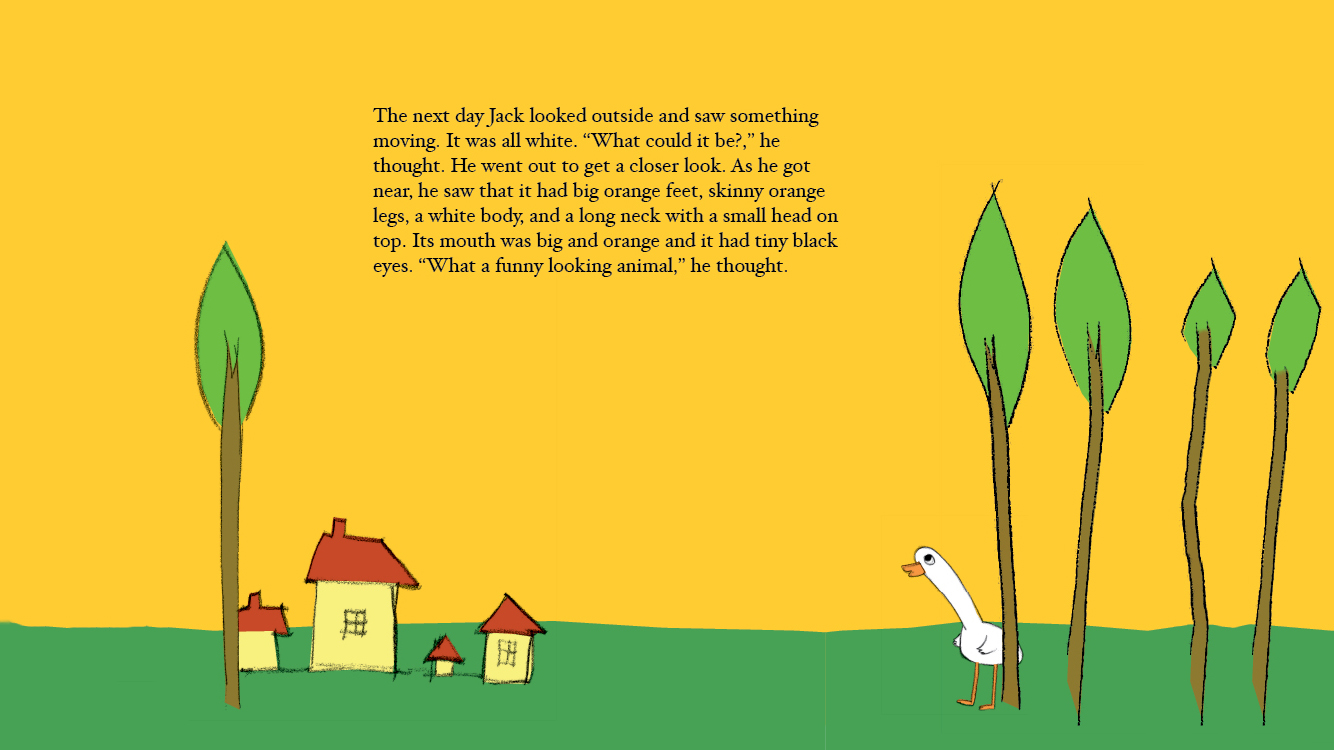 The next day Jack looked outside and saw something
moving. It was all white. “What could it be?,” he
thought. He went out to get a closer look. As he got
near, he saw that it had big orange feet, skinny orange
legs, a white body, and a long neck with a small head on
top. Its mouth was big and orange and it had tiny black
eyes. “What a funny looking animal,” he thought.